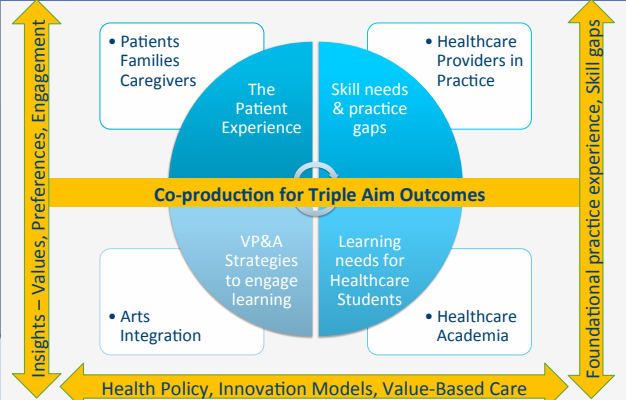 Insights – Values, Preferences, Engagement
• Patients
Families
Caregivers
The
Patient
Experience
Skill needs
& practice
gaps
• Healthcare
Providers in
Practice
Foundational practice experience, Skill gaps
Co-production for Triple Aim Outcomes
• Arts
Integration
VP&A
Strategies
to engage
learning
Learning
needs for
Healthcare
Students
• Healthcare
Academia
Health Policy, Innovation Models, Value-Based Care